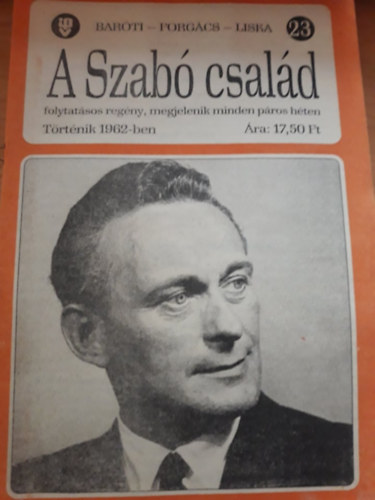 BARÓTI – FORGÁCS – LISKA 23
A Szabó család
folytatásos regény, megjelenik minden páros héten
Történik 1962-ben Ára: 17,50 Ft